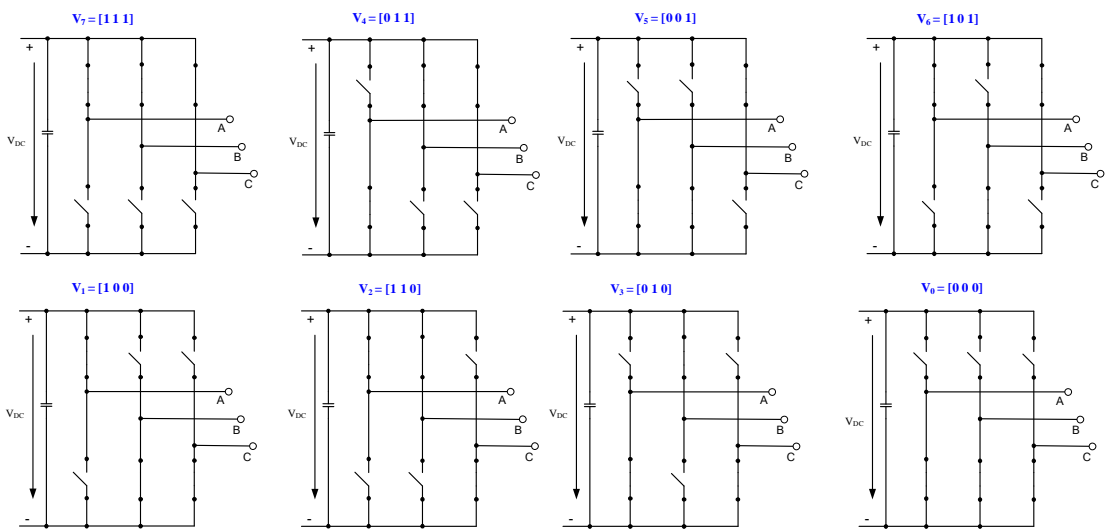 V₇ = [1 1 1]
+
V_DC
-
A
B
C
V₄ = [0 1 1]
+
V_DC
-
A
B
C
V₅ = [0 0 1]
+
V_DC
-
A
B
C
V₆ = [1 0 1]
+
V_DC
-
A
B
C
V₁ = [1 0 0]
+
V_DC
-
A
B
C
V₂ = [1 1 0]
+
V_DC
-
A
B
C
V₃ = [0 1 0]
+
V_DC
-
A
B
C
V₀ = [0 0 0]
+
V_DC
-
A
B
C